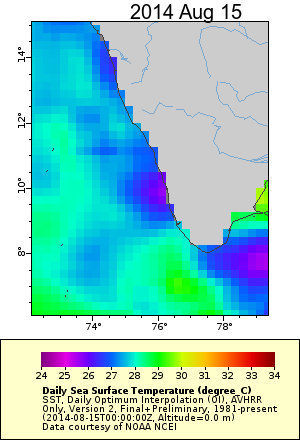 2014 Aug 15
14°
12°
10°
8°
74° 76° 78°
24 25 26 27 28 29 30 31 32 33 34
Daily Sea Surface Temperature (degree_C)
SST, Daily Optimum Interpolation (OI), AVHRR
Only, Version 2, Final+Preliminary, 1981-present
(2014-08-15T00:00:00Z, Altitude=0.0 m)
Data courtesy of NOAA NCEI